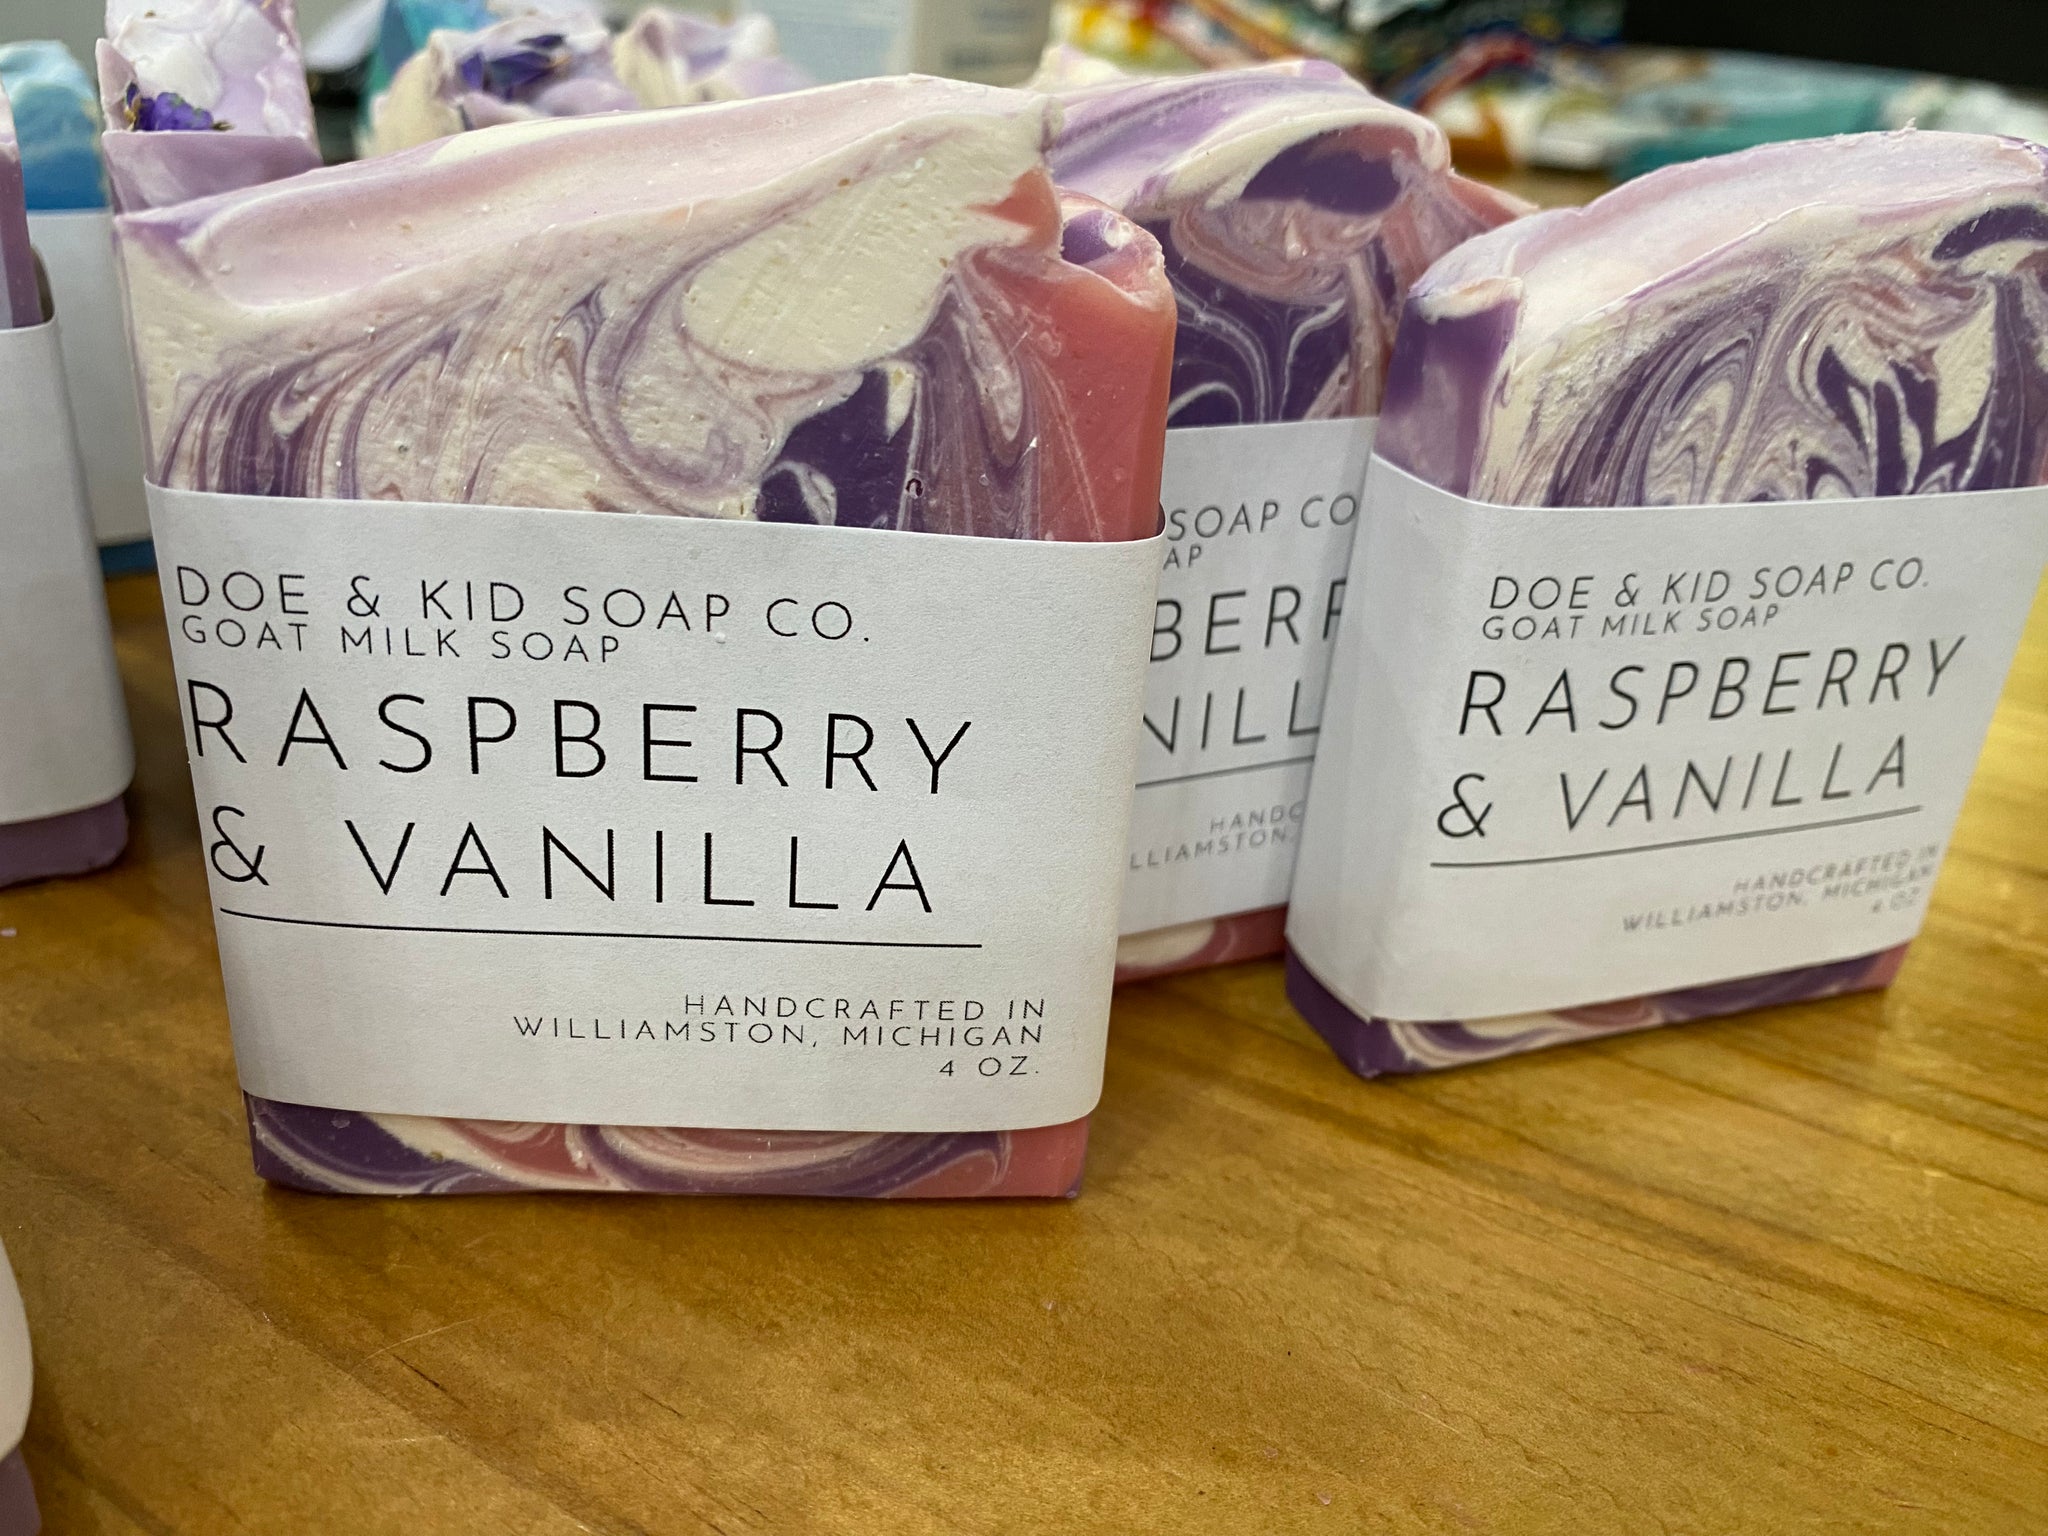 DOE & KID SOAP CO.
GOAT MILK SOAP
RASPBERRY
& VANILLA
HANDCRAFTED IN
WILLIAMSTON, MICHIGAN
4 OZ.
SOAP CO
AP
BERR
NILL
HANDC
LLIAMSTON,
DOE & KID SOAP CO.
GOAT MILK SOAP
RASPBERRY
& VANILLA
HANDCRAFTED IN
WILLIAMSTON, MICHIGAN
4 OZ